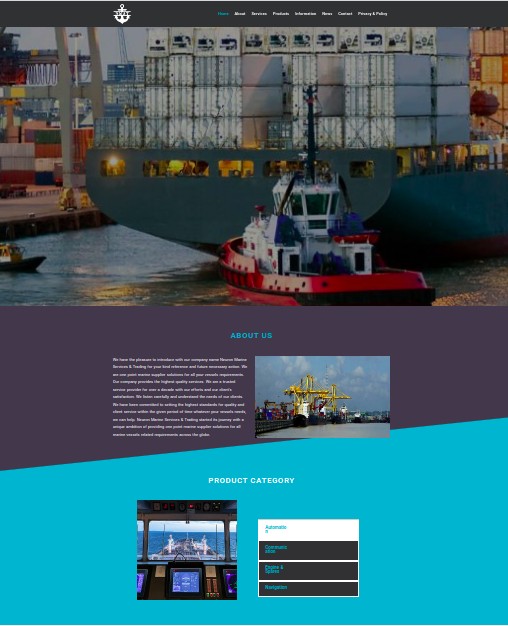 Home About Services Products Information News Contact Privacy & Policy
ABOUT US
We have the pleasure to introduce with our company name Nexuce Marine
Services & Trading for your kind reference and future necessary action. We
are one point marine supplier solutions for all your vessels requirements.
Our company provides the highest quality services. We are a trusted
service provider for over a decade with our efforts and our client's
satisfaction. We listen carefully and understand the needs of our clients.
We have been committed to setting the highest standards for quality and
client service within the given period of time whatever your vessels needs,
we can help. Marine Services & Trading started its journey with a
unique ambition of providing one point marine supplier solutions for all
marine vessels related requirements across the globe.
PRODUCT CATEGORY
Automatio
n
Communic
ation
Engine &
Spares
Navigation